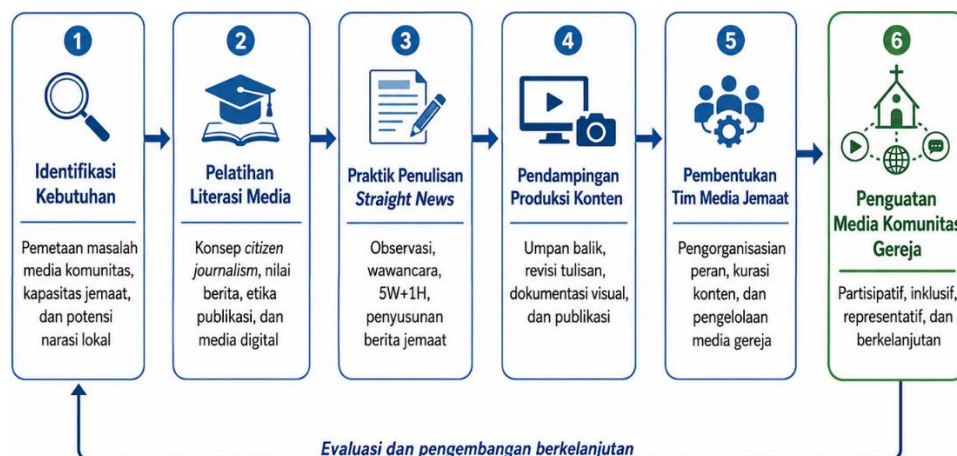 1
Identifikasi
Kebutuhan
Pemetaan masalah
media komunitas,
kapasitas jemaat,
dan potensi
narasi lokal
2
Pelatihan
Literasi Media
Konsep citizen
journalism, nilai
berita, etika
publikasi, dan
media digital
3
Praktik Penulisan
Straight News
Observasi,
wawancara,
5W+1H,
penyusunan
berita jemaat
4
Pendampingan
Produksi Konten
Umpan balik,
revisi tulisan,
dokumentasi visual,
dan publikasi
5
Pembentukan
Tim Media Jemaat
Pengorganisasian
peran, kurasi
konten, dan
pengelolaan
media gereja
6
Penguatan
Media Komunitas
Gereja
Partisipatif, inklusif,
representatif, dan
berkelanjutan
Evaluasi dan pengembangan berkelanjutan